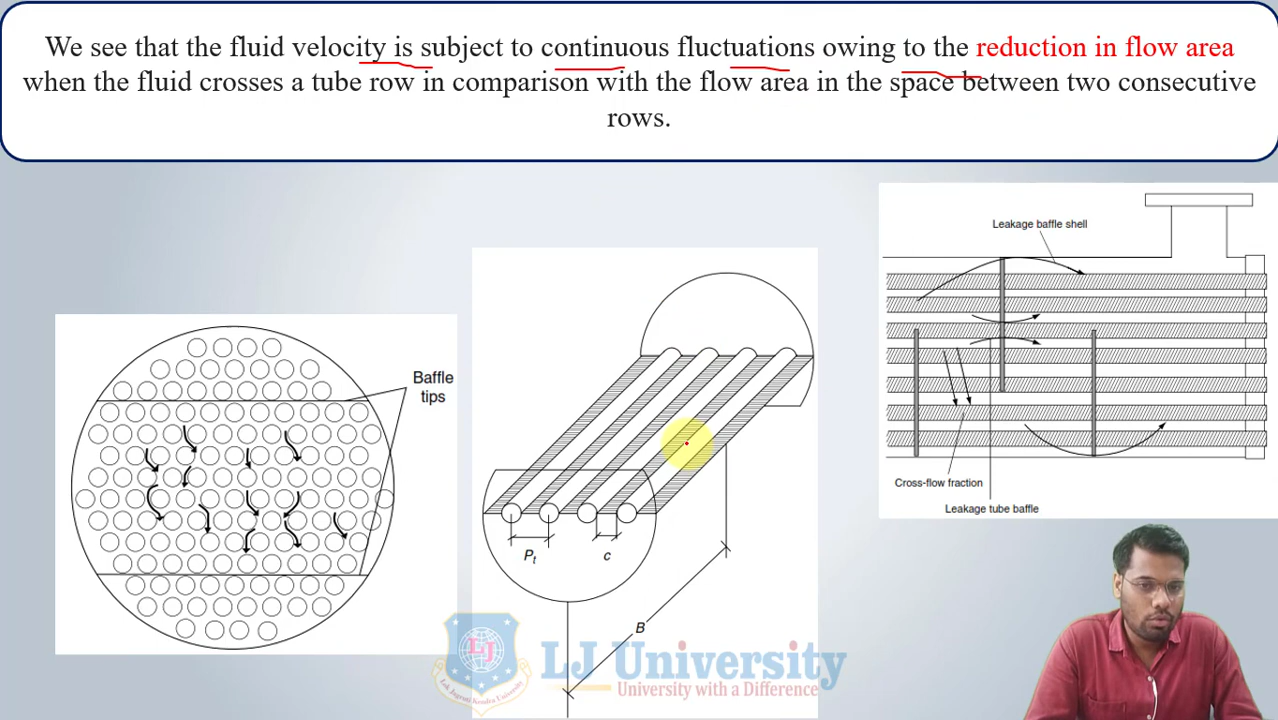 We see that the fluid velocity is subject to continuous fluctuations owing to the reduction in flow area
when the fluid crosses a tube row in comparison with the flow area in the space between two consecutive
rows.
Leakage baffle shell
Baffle
tips
Cross-flow fraction
Leakage tube baffle
Pt
c
B
LJ
LJ University
University with a Difference